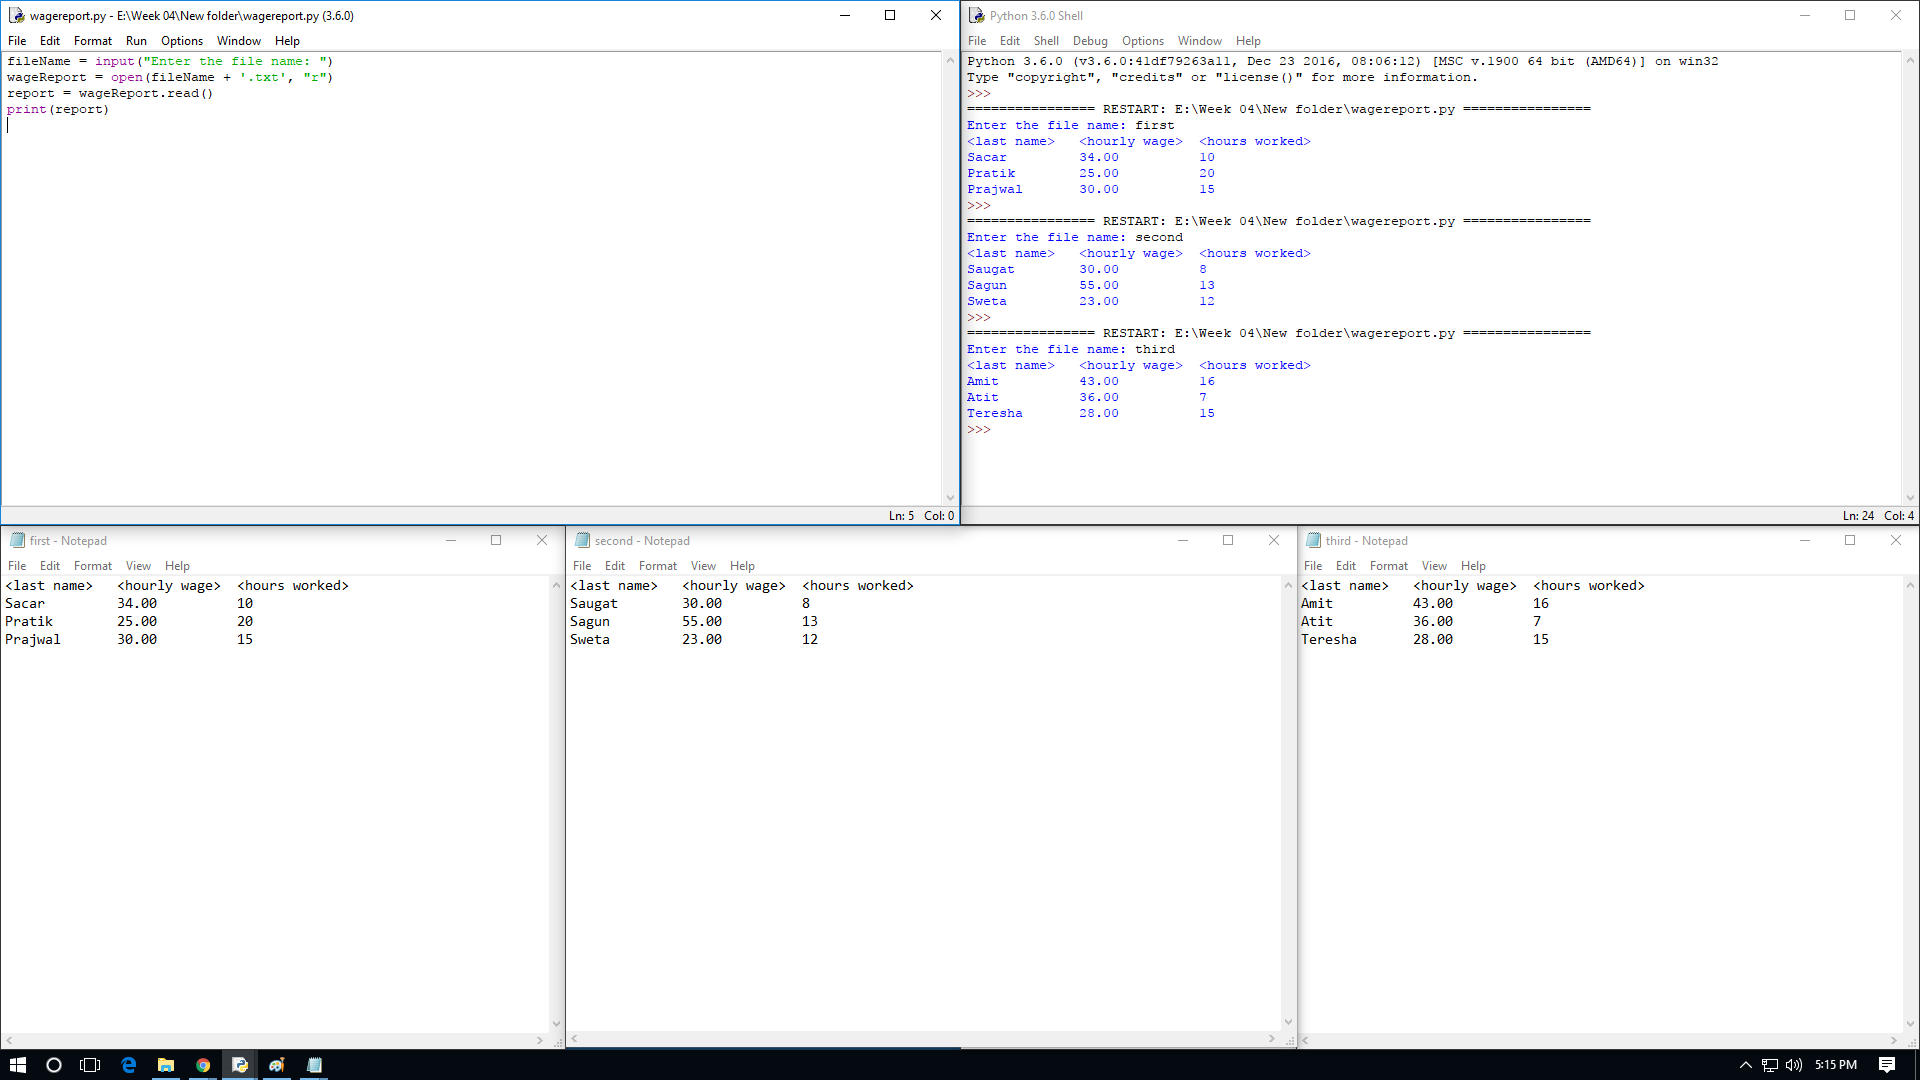 wagereport.py - E:\Week 04\New folder\wagereport.py (3.6.0)
File Edit Format Run Options Window Help
fileName = input("Enter the file name: ")
wageReport = open(fileName + '.txt', "r")
report = wageReport.read()
print(report)
Ln: 5 Col: 0
Python 3.6.0 Shell
File Edit Shell Debug Options Window Help
Python 3.6.0 (v3.6.0:41df79263a11, Dec 23 2016, 08:06:12) [MSC v.1900 64 bit (AMD64)] on win32
Type "copyright", "credits" or "license()" for more information.
>>>
================ RESTART: E:\Week 04\New folder\wagereport.py ================
Enter the file name: first
<last name>   <hourly wage>  <hours worked>
Sacar         34.00          10
Pratik        25.00          20
Prajwal       30.00          15
>>>
================ RESTART: E:\Week 04\New folder\wagereport.py ================
Enter the file name: second
<last name>   <hourly wage>  <hours worked>
Saugat        30.00          8
Sagun         55.00          13
Sweta         23.00          12
>>>
================ RESTART: E:\Week 04\New folder\wagereport.py ================
Enter the file name: third
<last name>   <hourly wage>  <hours worked>
Amit          43.00          16
Atit          36.00          7
Teresha       28.00          15
>>>
Ln: 24 Col: 4
first - Notepad
File Edit Format View Help
<last name>   <hourly wage>  <hours worked>
Sacar         34.00          10
Pratik        25.00          20
Prajwal       30.00          15
second - Notepad
File Edit Format View Help
<last name>   <hourly wage>  <hours worked>
Saugat        30.00          8
Sagun         55.00          13
Sweta         23.00          12
third - Notepad
File Edit Format View Help
<last name>   <hourly wage>  <hours worked>
Amit          43.00          16
Atit          36.00          7
Teresha       28.00          15
5:15 PM